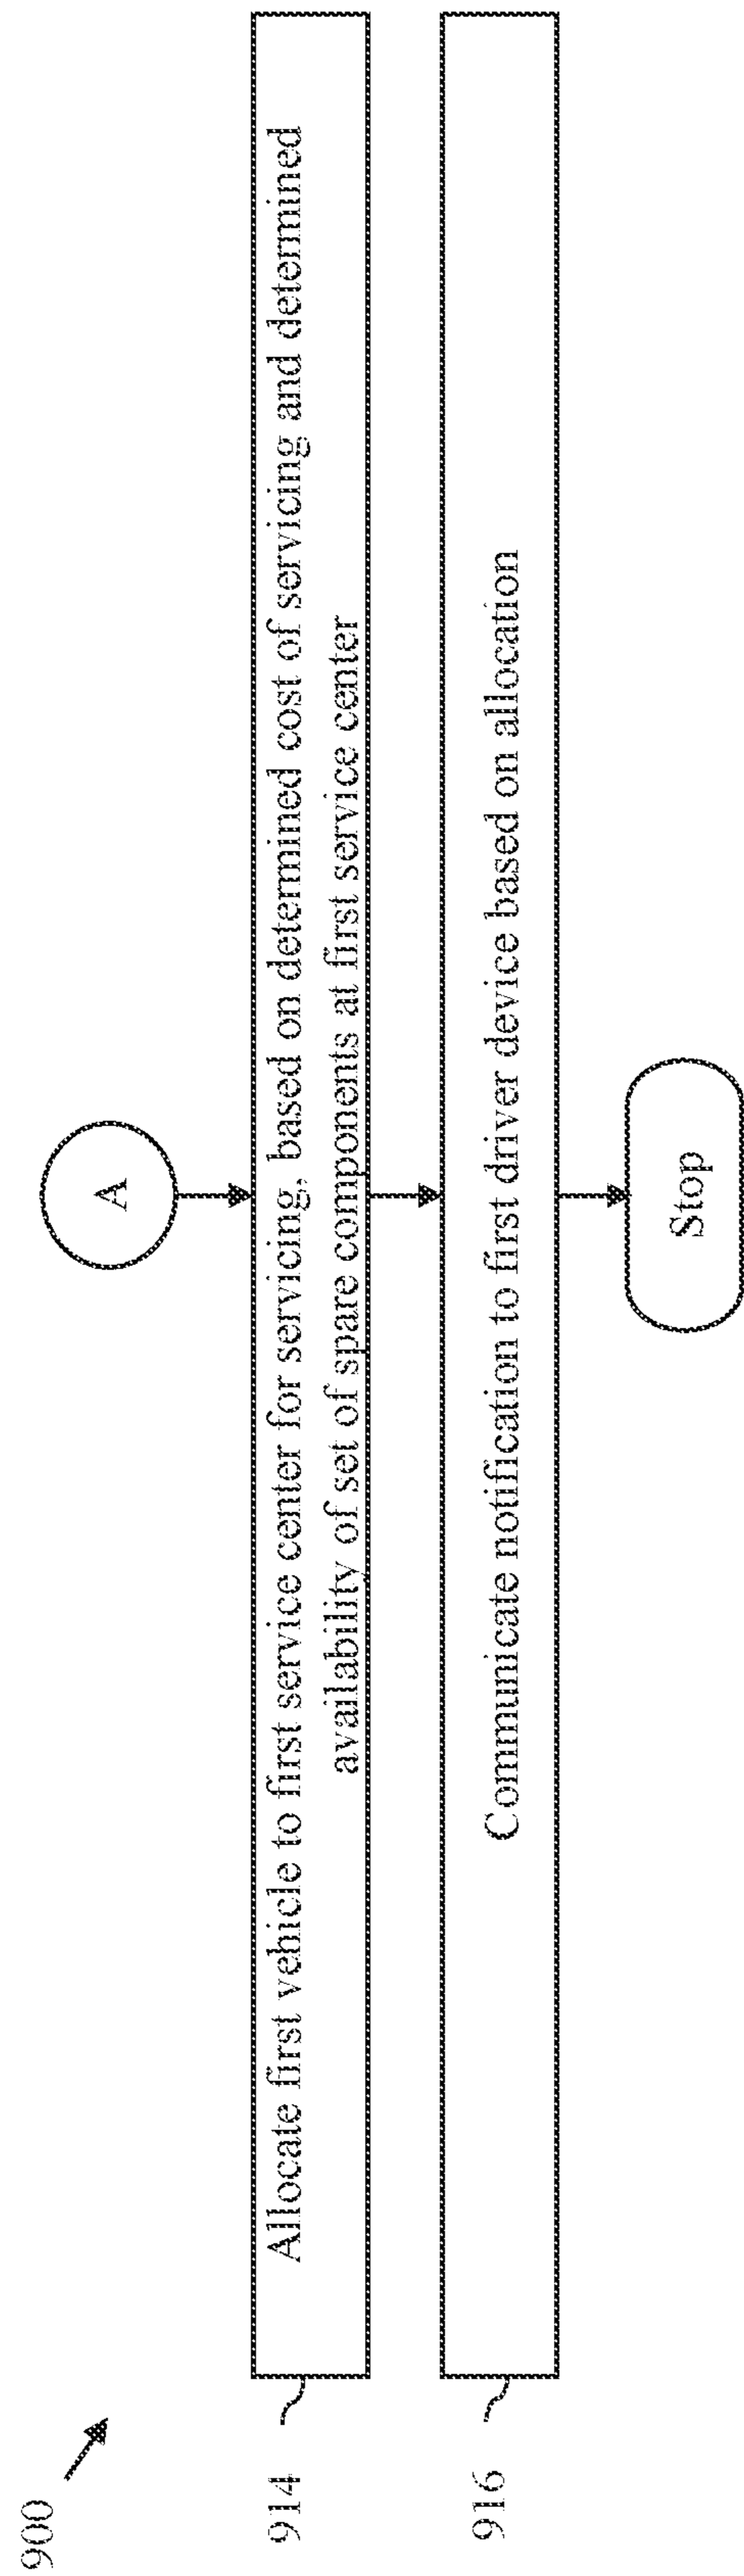 900
A
914
Allocate first vehicle to first service center for servicing, based on determined cost of servicing and determined
availability of set of spare components at first service center
916
Communicate notification to first driver device based on allocation
Stop